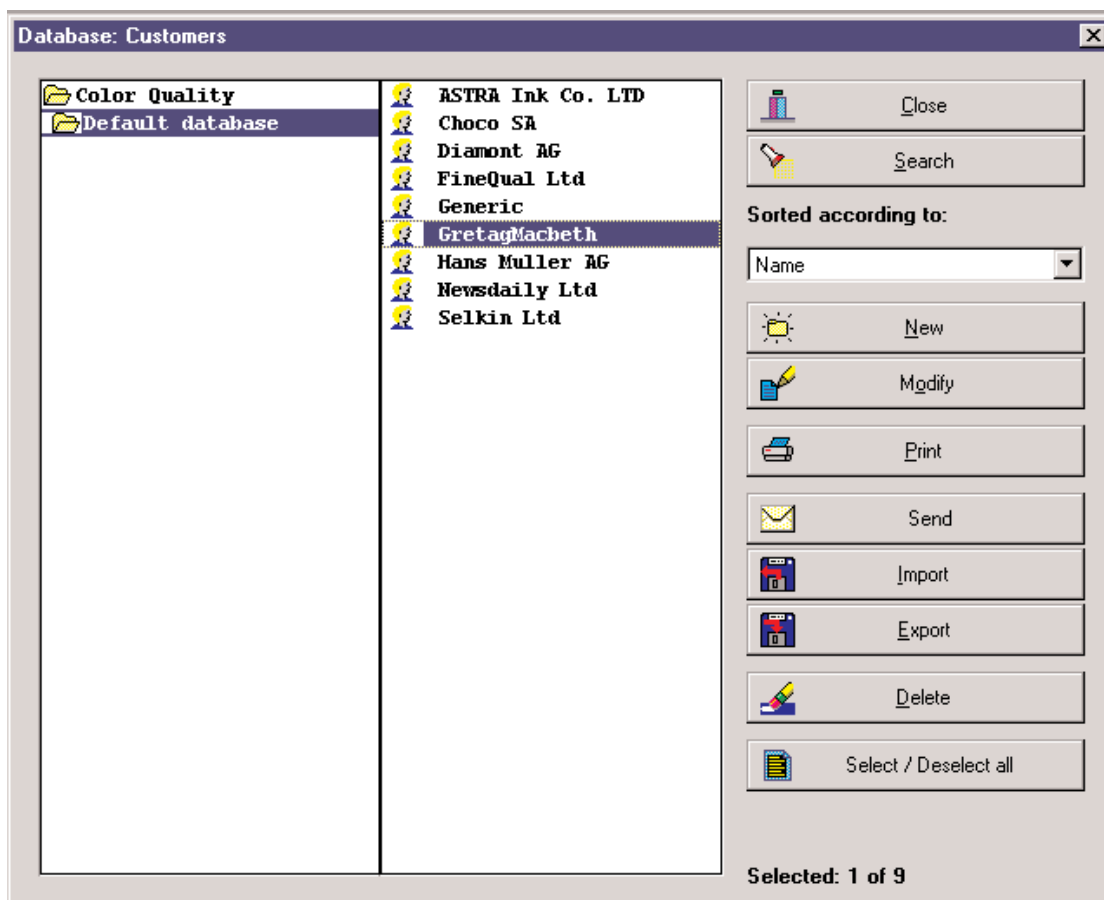 Database: Customers
Color Quality
Default database
ASTRA Ink Co. LTD
Choco SA
Diamont AG
FineQual Ltd
Generic
GretagMacbeth
Hans Muller AG
Newsdaily Ltd
Selkin Ltd
Close
Search
Sorted according to:
Name
New
Modify
Print
Send
Import
Export
Delete
Select / Deselect all
Selected: 1 of 9